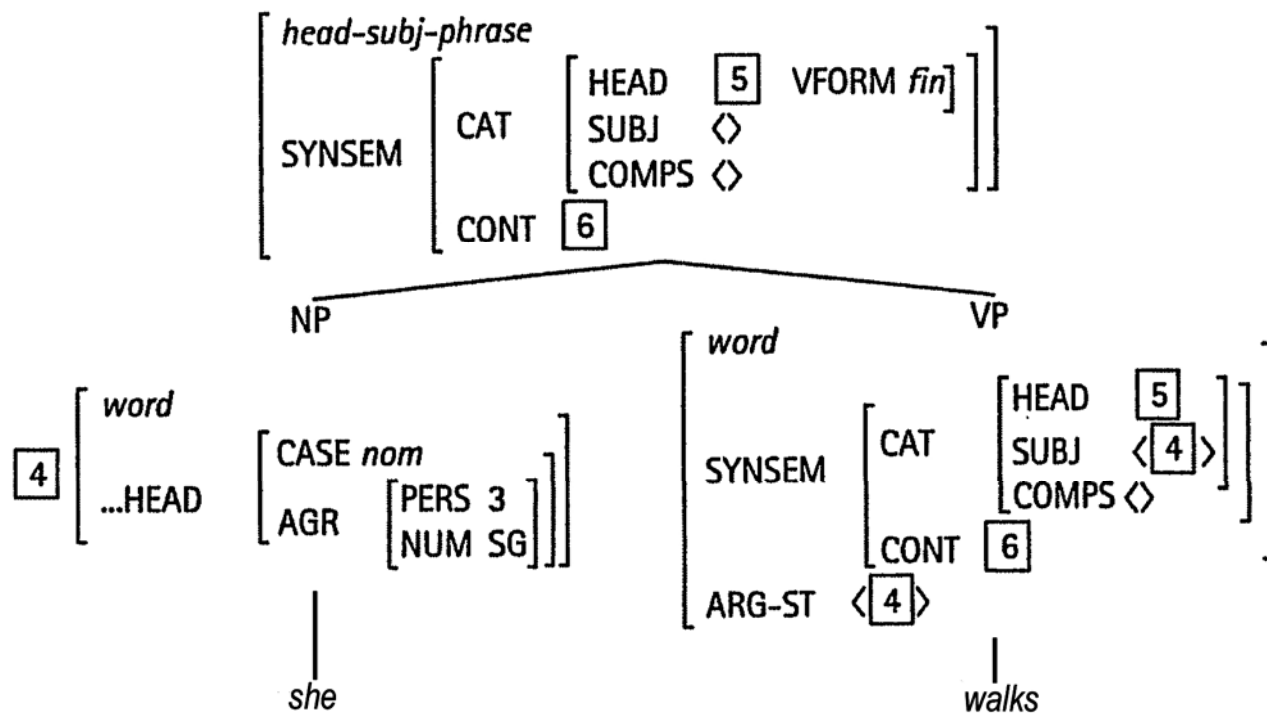 head-subj-phrase
HEAD 5 VFORM fin
CAT SUBJ <>
SYNSEM COMPS <>
CONT 6
NP VP
word
word HEAD 5
CASE nom CAT SUBJ <4>
4 ...HEAD PERS 3 SYNSEM COMPS <>
AGR NUM SG CONT 6
ARG-ST <4>
she walks